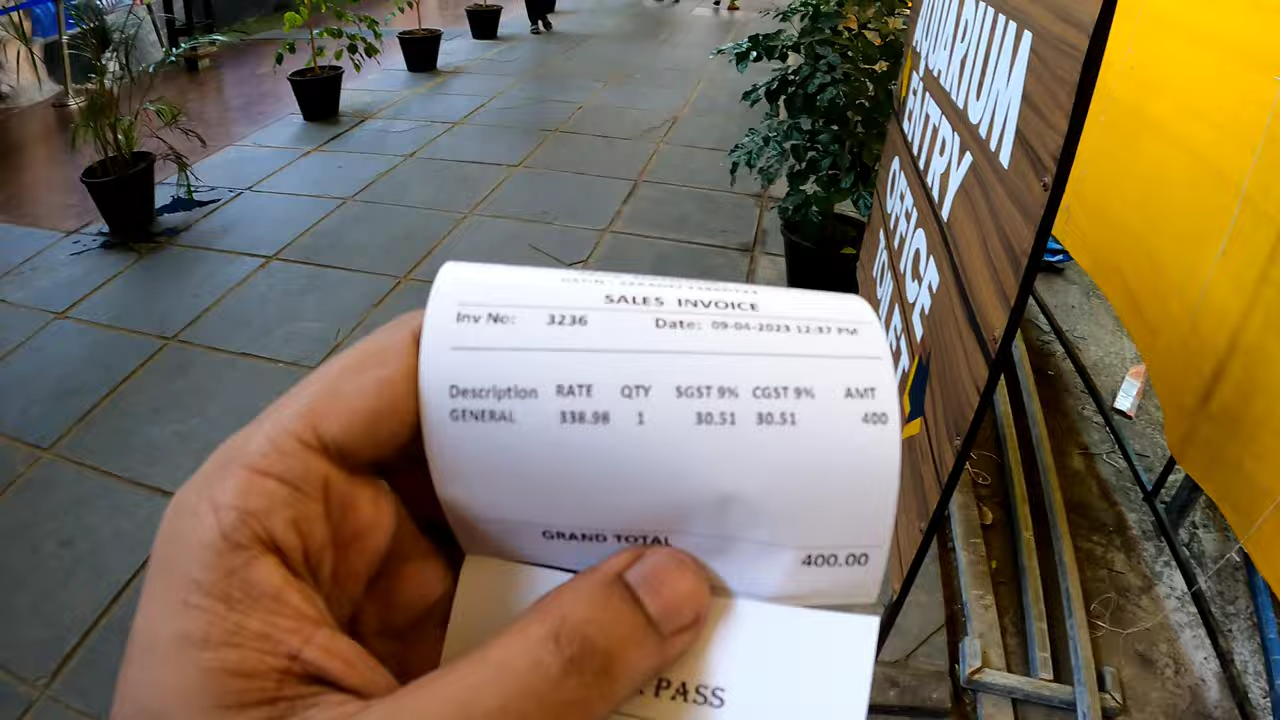 SALES INVOICE
Inv No: 3236 Date: 09-04-2023 12:37 PM
Description RATE QTY SGST 9% CGST 9% AMT
GENERAL 338.98 1 30.51 30.51 400
GRAND TOTAL 400.00
PASS
QUARIUM
ENTRY
OFFICE
TOILET